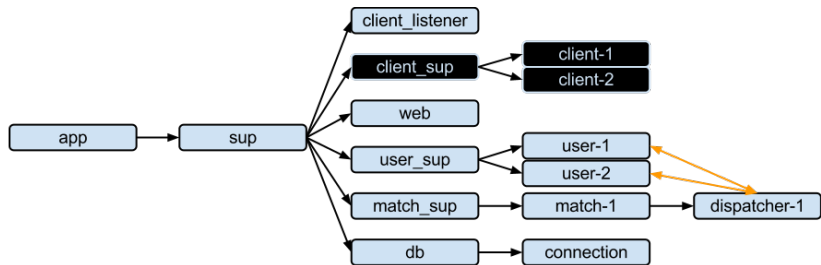 client_listener
client_sup
client-1
client-2
web
app
sup
user_sup
user-1
user-2
match_sup
match-1
dispatcher-1
db
connection